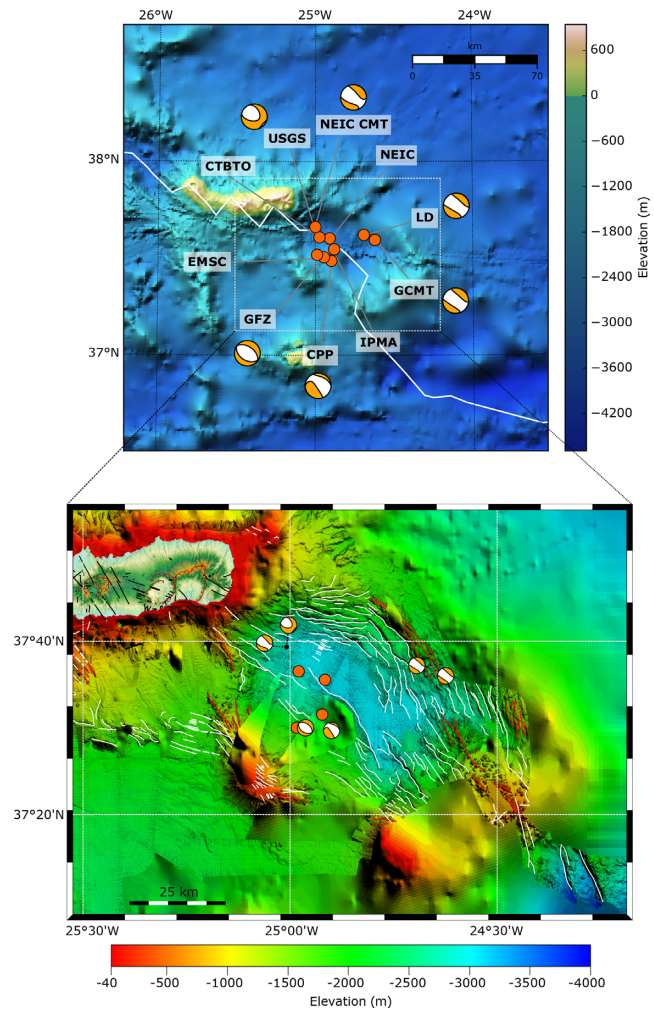 26°W 25°W 24°W
km
0 35 70
NEIC CMT
USGS
NEIC
CTBTO
38°N
LD
EMSC
GCMT
GFZ
IPMA
CPP
37°N
600
0
-600
-1200
-1800
-2400
-3000
-3600
-4200
Elevation (m)
37°40'N
37°20'N
25 km
25°30'W 25°00'W 24°30'W
-40 -500 -1000 -1500 -2000 -2500 -3000 -3500 -4000
Elevation (m)